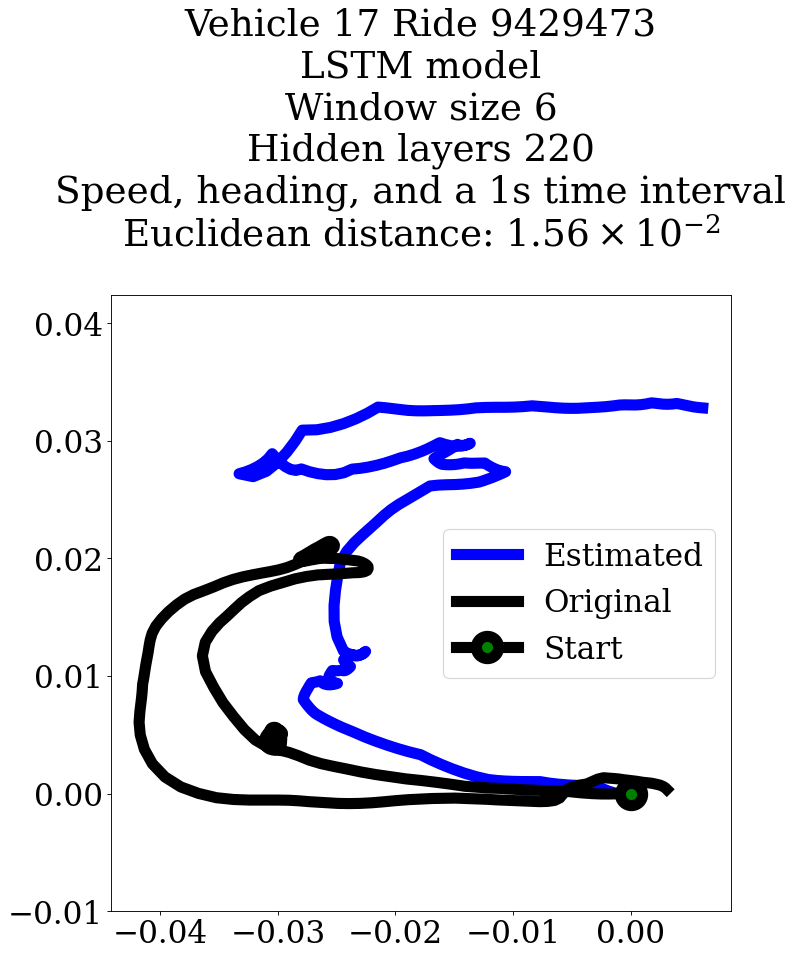 Vehicle 17 Ride 9429473
LSTM model
Window size 6
Hidden layers 220
Speed, heading, and a 1s time interval
Euclidean distance: 1.56 × 10⁻²
0.04
0.03
0.02
0.01
0.00
−0.01
Estimated
Original
Start
−0.04 −0.03 −0.02 −0.01 0.00